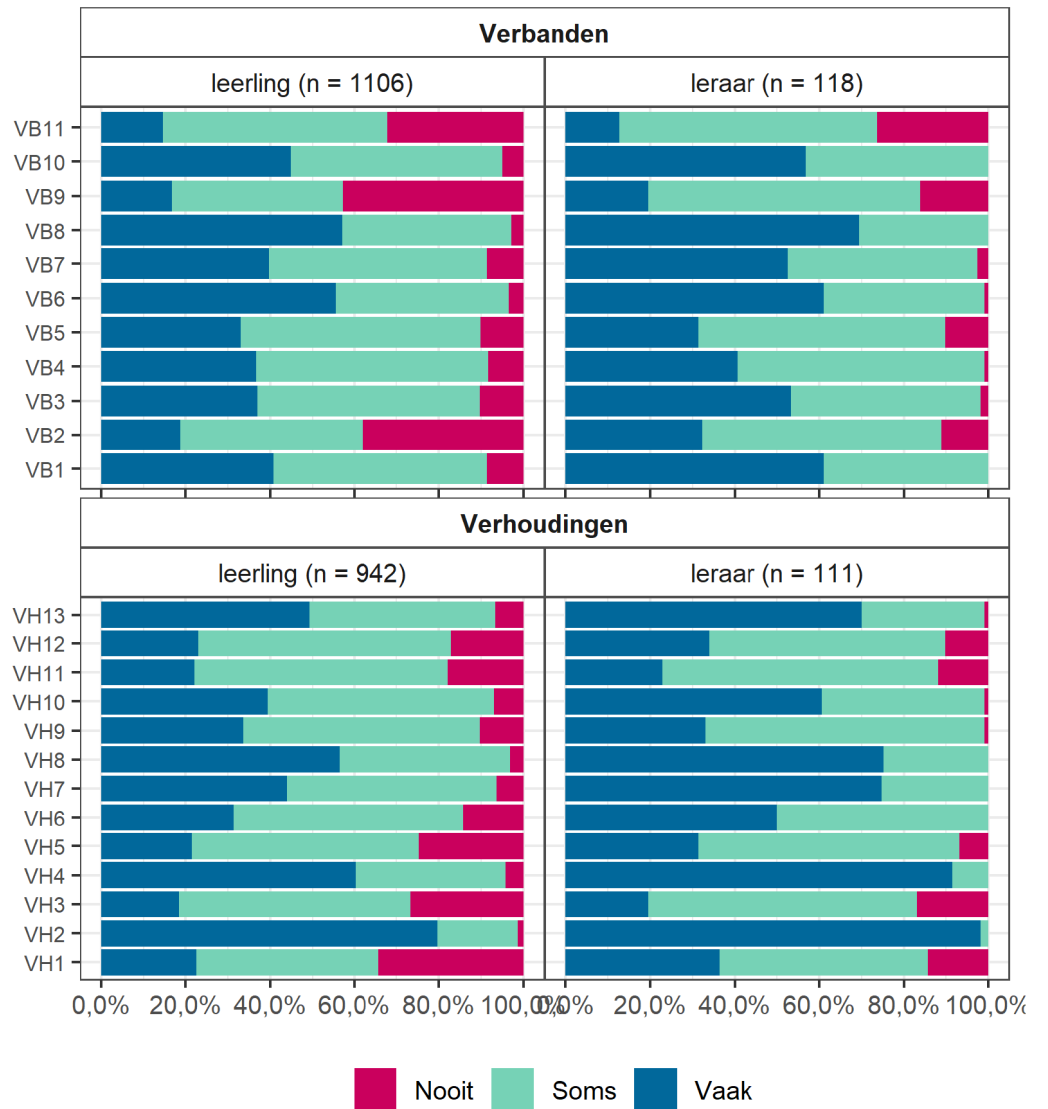 Verbanden
leerling (n = 1106) leraar (n = 118)
VB11
VB10
VB9
VB8
VB7
VB6
VB5
VB4
VB3
VB2
VB1
Verhoudingen
leerling (n = 942) leraar (n = 111)
VH13
VH12
VH11
VH10
VH9
VH8
VH7
VH6
VH5
VH4
VH3
VH2
VH1
0,0% 20,0% 40,0% 60,0% 80,0% 100,0% 0,0% 20,0% 40,0% 60,0% 80,0% 100,0%
Nooit Soms Vaak